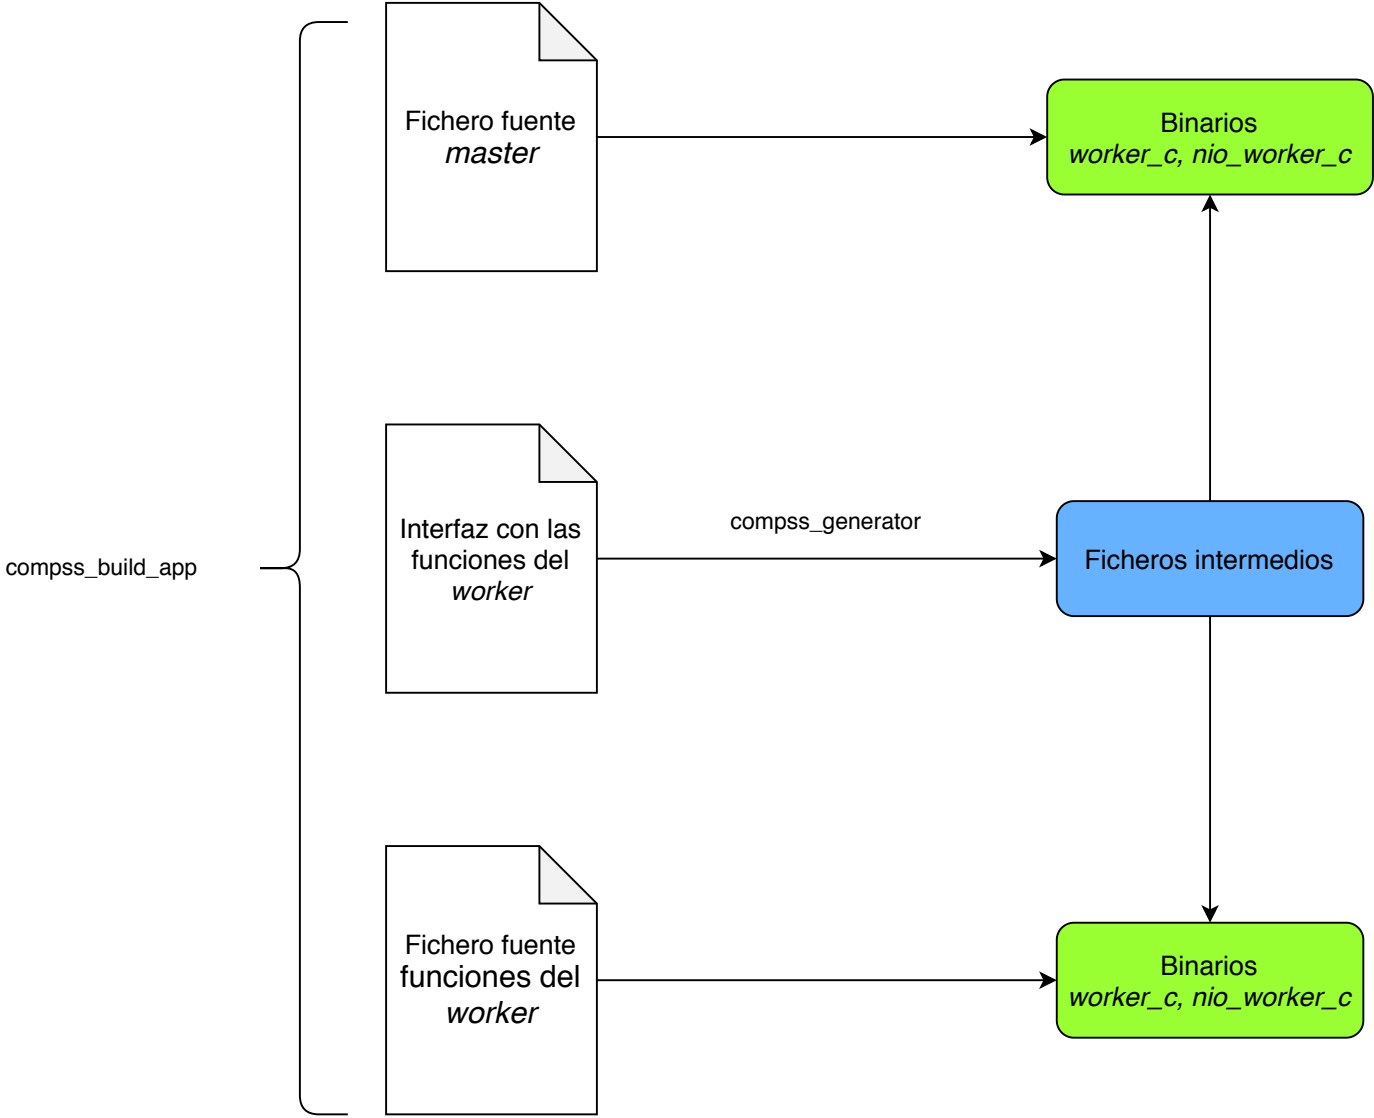 Fichero fuente
master
Binarios
worker_c, nio_worker_c
compss_build_app
Interfaz con las
funciones del
worker
compss_generator
Ficheros intermedios
Fichero fuente
funciones del
worker
Binarios
worker_c, nio_worker_c